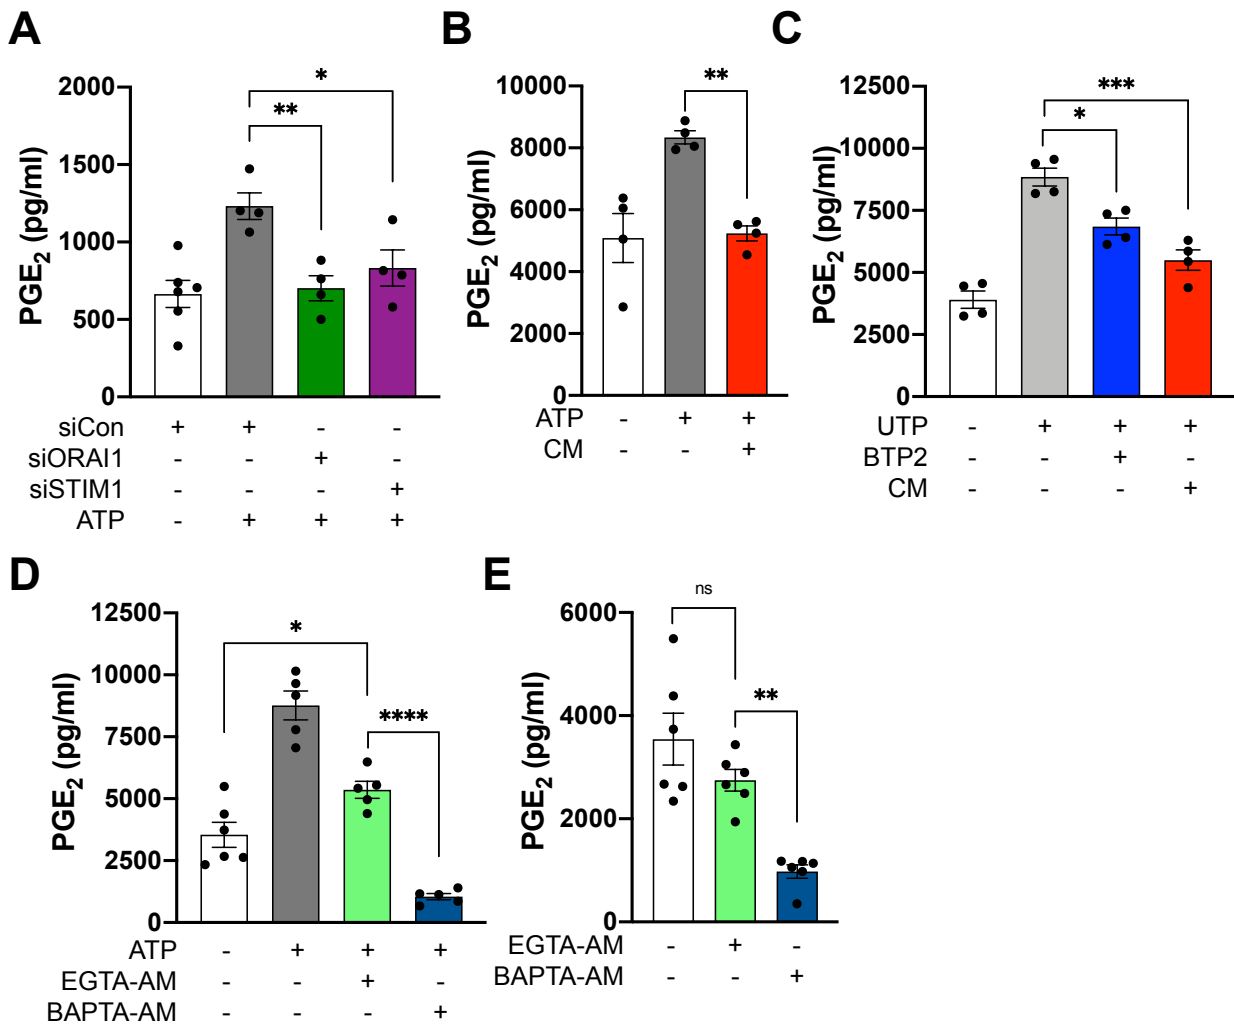 A
PGE2 (pg/ml)
2000
1500
1000
500
0
*
**
siCon + + - -
siORAI1 - - + -
siSTIM1 - - - +
ATP - + + +
B
PGE2 (pg/ml)
10000
8000
6000
4000
2000
0
**
ATP - + +
CM - - +
C
PGE2 (pg/ml)
12500
10000
7500
5000
2500
0
***
*
UTP - + + +
BTP2 - - + -
CM - - - +
D
PGE2 (pg/ml)
12500
10000
7500
5000
2500
0
*
****
ATP - + + +
EGTA-AM - - + -
BAPTA-AM - - - +
E
PGE2 (pg/ml)
6000
4000
2000
0
ns
**
EGTA-AM - + -
BAPTA-AM - - +